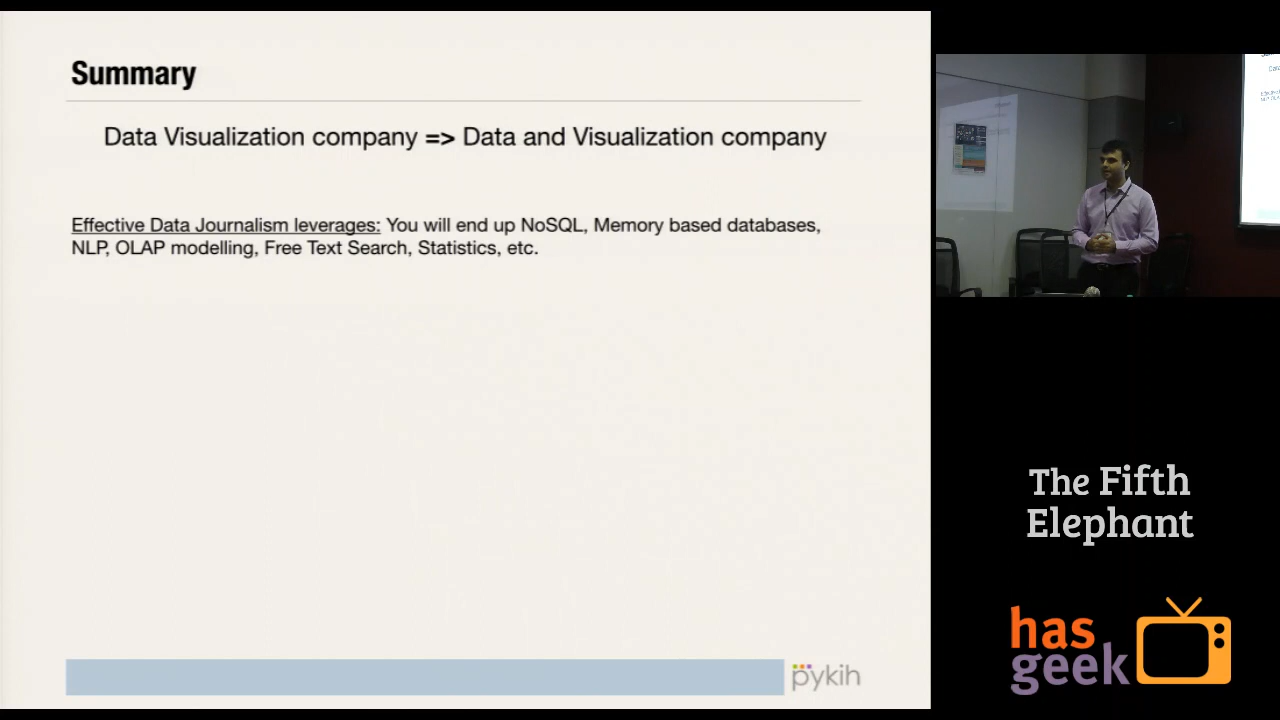 Summary
Data Visualization company => Data and Visualization company
Effective Data Journalism leverages: You will end up NoSQL, Memory based databases,
NLP, OLAP modelling, Free Text Search, Statistics, etc.
pykih
The Fifth
Elephant
has
geek